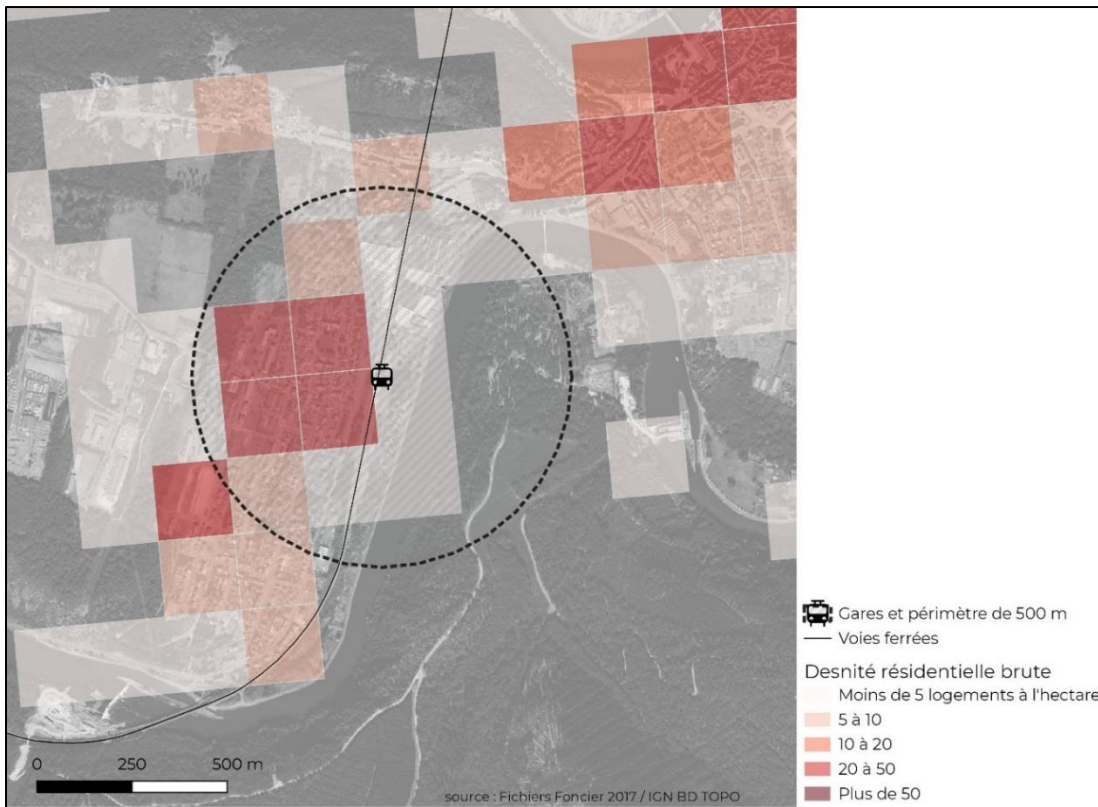 Gares et périmètre de 500 m
Voies ferrées
Desnité résidentielle brute
Moins de 5 logements à l'hectare
5 à 10
10 à 20
20 à 50
Plus de 50
0 250 500 m
source : Fichiers Foncier 2017 / IGN BD TOPO